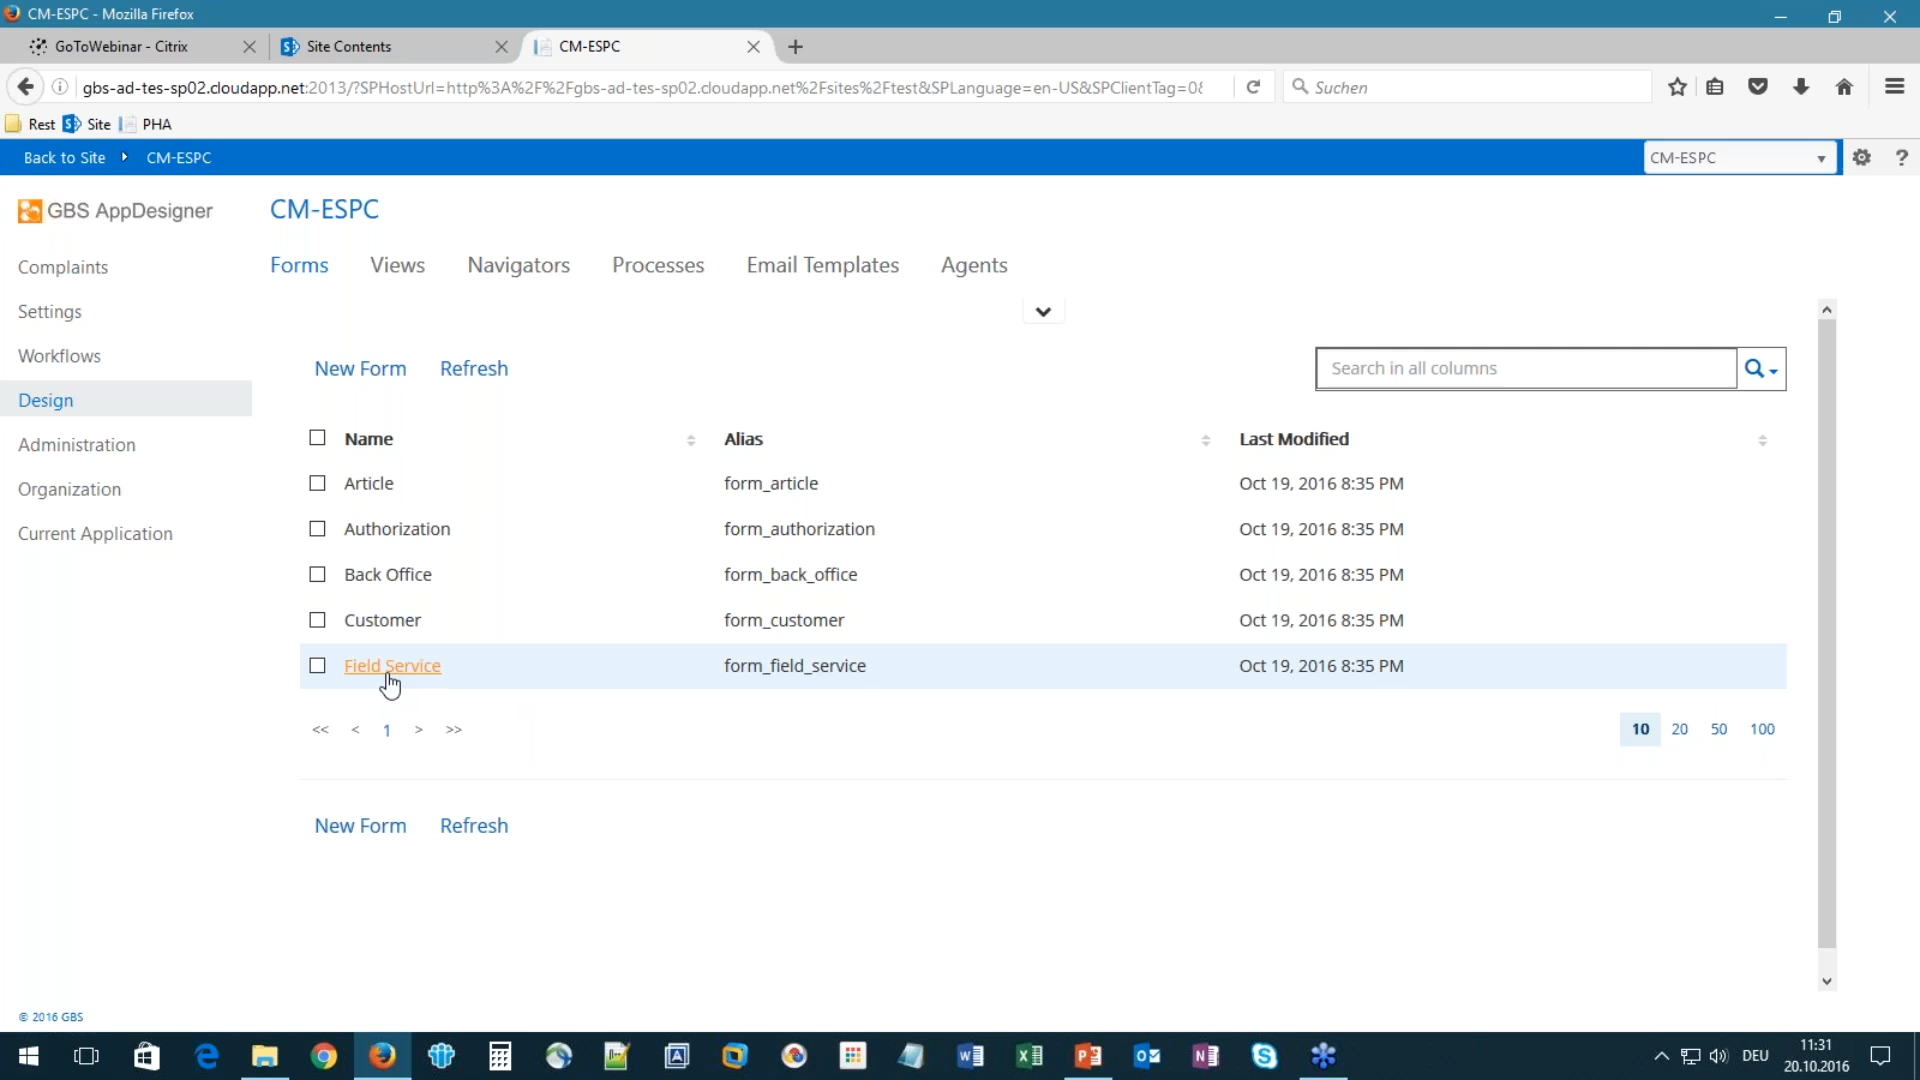 CM-ESPC - Mozilla Firefox
GoToWebinar - Citrix
Site Contents
CM-ESPC
gbs-ad-tes-sp02.cloudapp.net:2013/?SPHostUrl=http%3A%2F%2Fgbs-ad-tes-sp02.cloudapp.net%2Fsites%2Ftest&SPLanguage=en-US&SPClientTag=0&
Suchen
Rest Site PHA
Back to Site CM-ESPC
CM-ESPC
?
GBS AppDesigner
CM-ESPC
Complaints
Settings
Workflows
Design
Administration
Organization
Current Application
Forms Views Navigators Processes Email Templates Agents
New Form Refresh
Search in all columns
Name Alias Last Modified
Article form_article Oct 19, 2016 8:35 PM
Authorization form_authorization Oct 19, 2016 8:35 PM
Back Office form_back_office Oct 19, 2016 8:35 PM
Customer form_customer Oct 19, 2016 8:35 PM
Field Service form_field_service Oct 19, 2016 8:35 PM
<< < 1 > >>
10 20 50 100
New Form Refresh
© 2016 GBS
DEU
11:31
20.10.2016